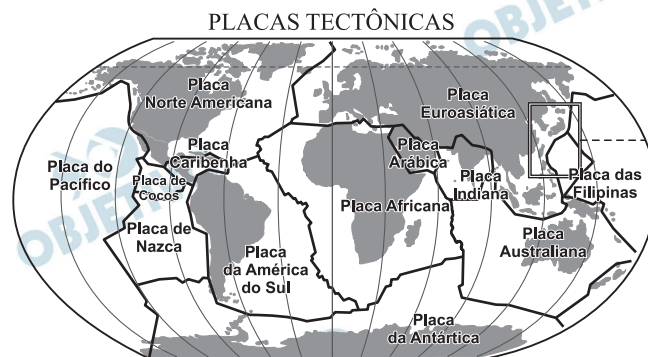 PLACAS TECTÔNICAS
OBJETIVO
Placa
Norte Americana
Placa
Euroasiática
Placa
Caribenha
Placa do
Pacífico
Placa de
Cocos
Placa
Arábica
Placa
Indiana
Placa das
Filipinas
Placa Africana
Placa de
Nazca
Placa
da América
do Sul
Placa
Australiana
Placa
da Antártica